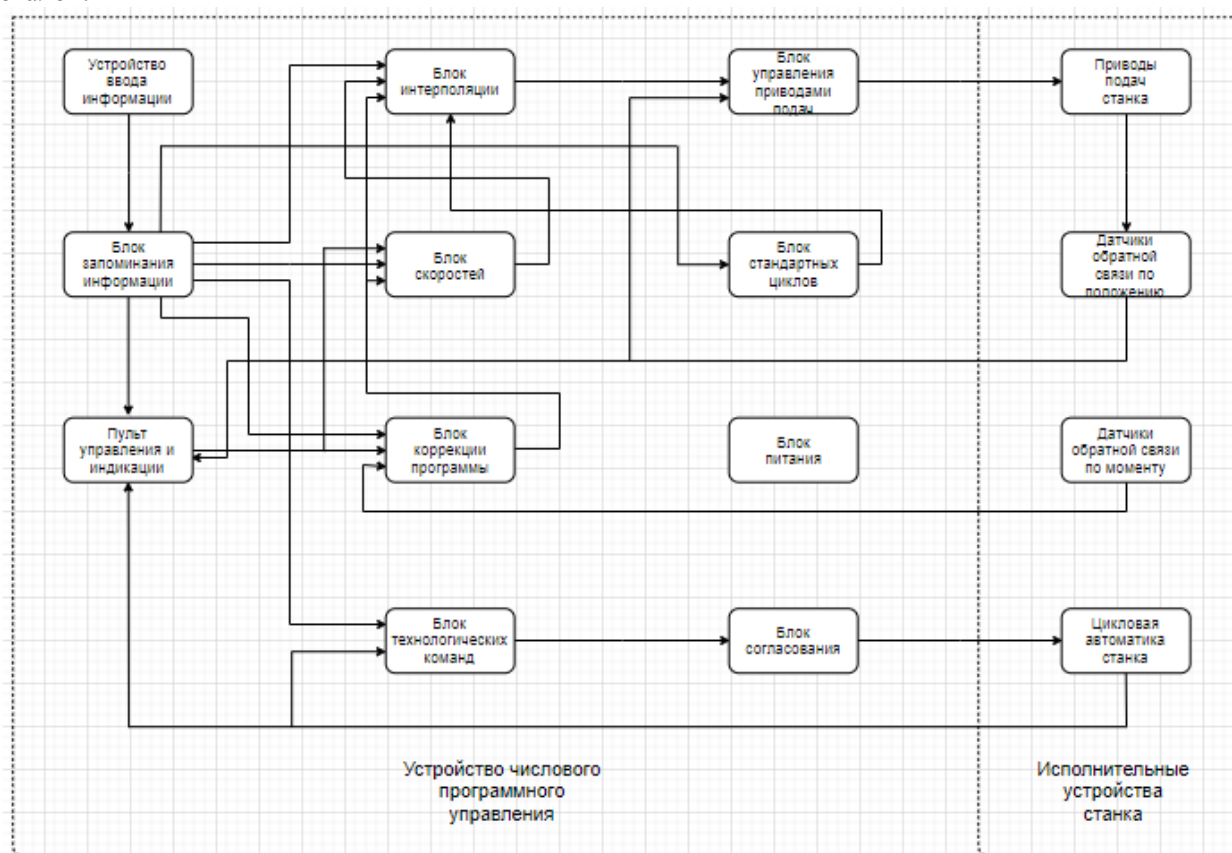 Устройство
ввода
информации
Блок
интерполяции
Блок
управления
приводами
подач
Приводы
подач
станка
Блок
запоминания
информации
Блок
скоростей
Блок
стандартных
циклов
Датчики
обратной
связи по
положению
Пульт
управления и
индикации
Блок
коррекции
программы
Блок
питания
Датчики
обратной связи
по моменту
Блок
технологических
команд
Блок
согласования
Цикловая
автоматика
станка
Устройство числового
программного
управления
Исполнительные
устройства
станка